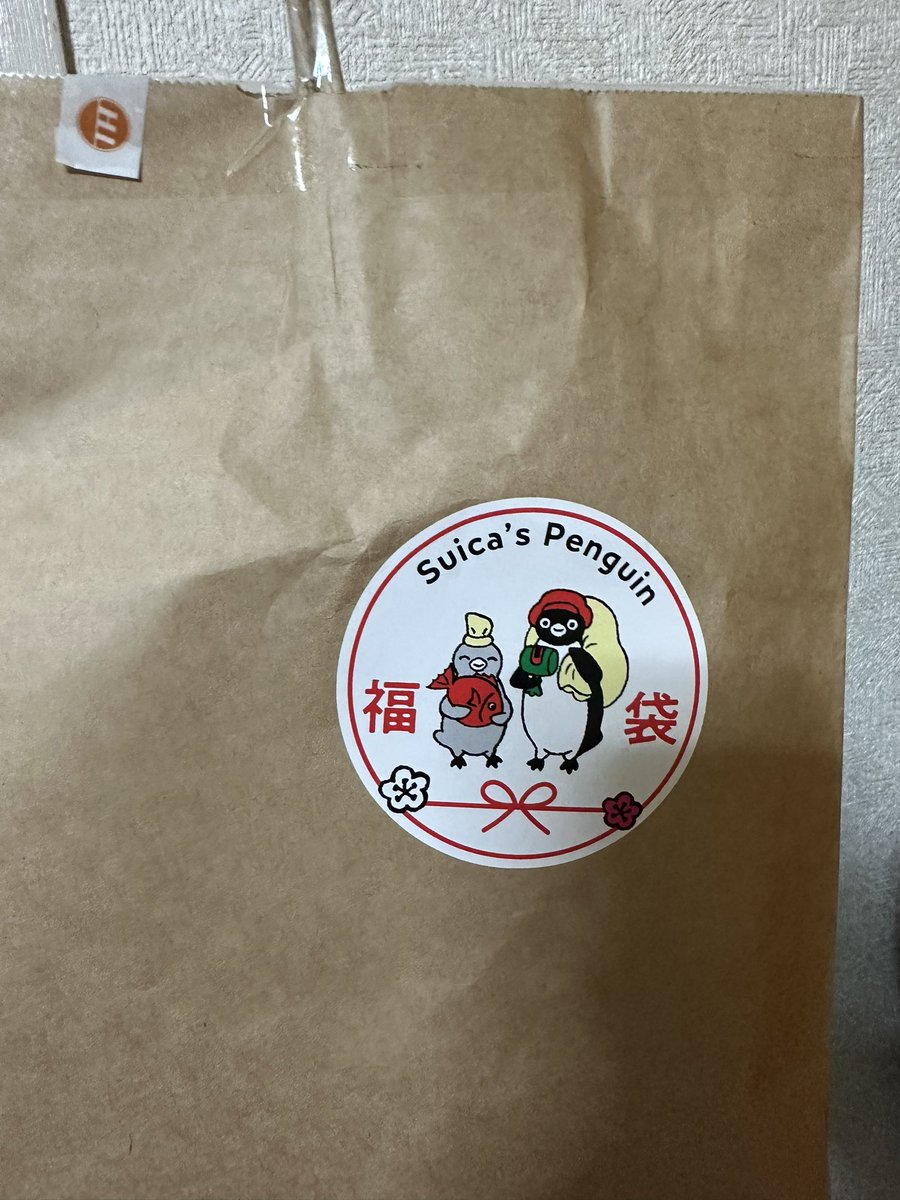 Suica's Penguin
福袋